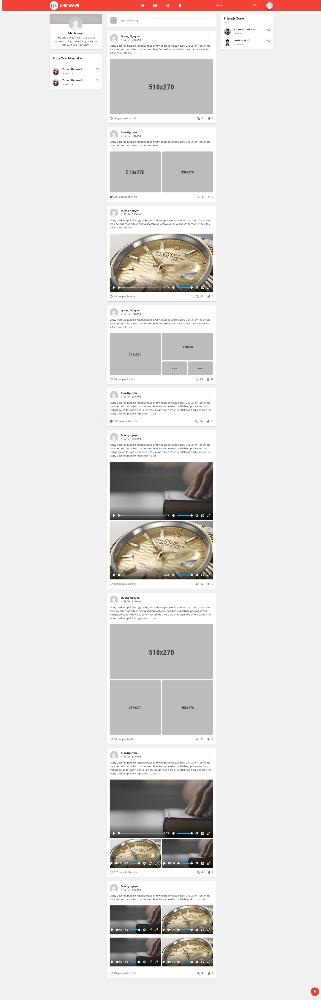 LINK WAVE
Search
Erik Jhonson
Any one can join with but Social
network us if you want Any one can
join with us if you want
Page You May Like
Travel The World
Adventure
Travel The World
Adventure
Say Something
Quang Nguyen
4/29/24, 3:45 PM
Many desktop publishing packages and web page editors now use Lorem Ipsum as
their default model text, and a search for 'lorem ipsum' will uncover many web sites
still in their infancy.
510x270
201 people like this
41
7
Tran Nguyen
4/29/24, 3:45 PM
Many desktop publishing packages and web page editors now use Lorem Ipsum as
their default model text, and a search for
510x270
339x270
206 people like this
41
7
Duong Nguyen
4/29/24, 3:45 PM
Many desktop publishing packages and web page editors now use Lorem Ipsum as
their default model text, and a search for 'lorem ipsum' will uncover many web sites
still in their infancy.
ROLEX
OYSTER PERPETUAL
DATEJUST
00:09
112 people like this
36
8
Quang Nguyen
4/29/24, 3:45 PM
Many desktop publishing packages and web page editors now use Lorem Ipsum as
their default model text, and a search for 'lorem ipsum' will uncover many web sites
still in their infancy.
339x270
170x90
170x90
170x90
70 people like this
28
12
Tran Nguyen
4/29/24, 3:45 PM
Many desktop publishing packages and web page editors now use Lorem Ipsum as
their default model text, and a search for Many desktop publishing packages and
web page editors now use Lorem Ipsum as their default model text, and a search for
Many desktop publishing duskam azer.
250 people like this
80
10
Duong Nguyen
4/29/24, 3:45 PM
Many desktop publishing packages and web page editors now use Lorem Ipsum as
their default model text, and a search for Many desktop publishing packages and
web page editors now use Lorem Ipsum as their default model text, and a search for
Many desktop publishing duskam azer.
00:18
ROLEX
OYSTER PERPETUAL
DATEJUST
00:09
160 people like this
42
5
Quang Nguyen
4/29/24, 3:45 PM
Many desktop publishing packages and web page editors now use Lorem Ipsum as
their default model text, and a search for Many desktop publishing packages and
web page editors now use Lorem Ipsum as their default model text, and a search for
Many desktop publishing duskam azer.
510x270
255x270
255x270
30 people like this
65
4
Tran Nguyen
4/29/24, 3:45 PM
Many desktop publishing packages and web page editors now use Lorem Ipsum as
their default model text, and a search for Many desktop publishing packages and
web page editors now use Lorem Ipsum as their default model text, and a search for
Many desktop publishing duskam azer.
00:18
320 people like this
41
7
Duong Nguyen
4/29/24, 3:45 PM
Many desktop publishing packages and web page editors now use Lorem Ipsum as
their default model text, and a search for Many desktop publishing duskam azer.
120 people like this
41
7
Friends Zone
Ammeya Jakson
10 Mutual
Jashon Muri
2 Mutual